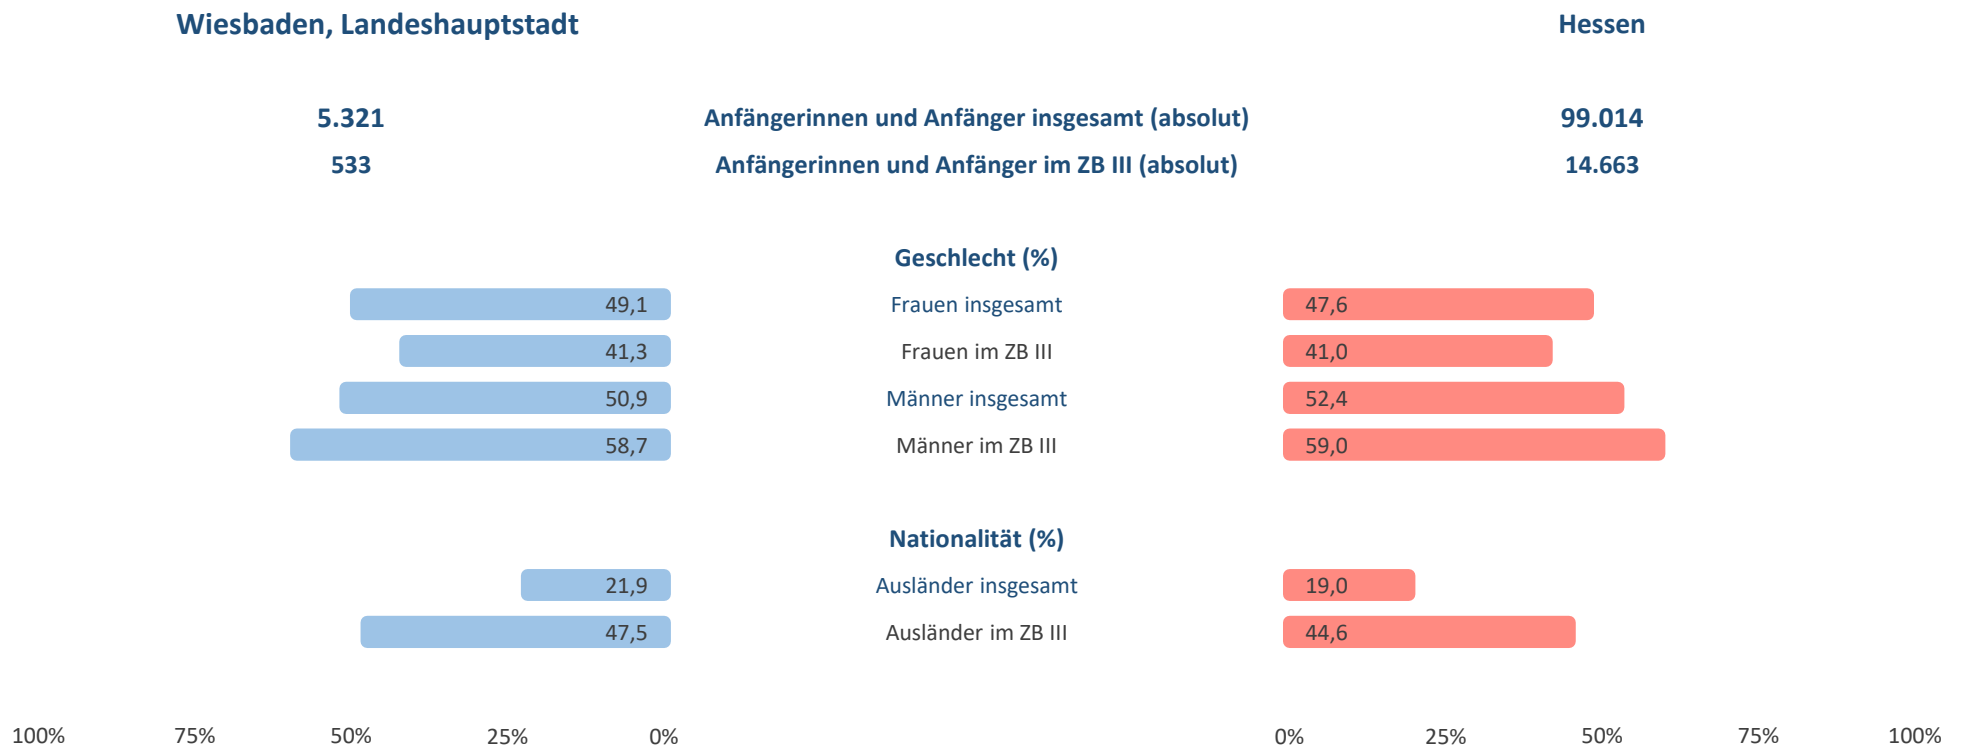 Wiesbaden, Landeshauptstadt Hessen
5.321 Anfängerinnen und Anfänger insgesamt (absolut) 99.014
533 Anfängerinnen und Anfänger im ZB III (absolut) 14.663
Geschlecht (%)
49,1 Frauen insgesamt 47,6
41,3 Frauen im ZB III 41,0
50,9 Männer insgesamt 52,4
58,7 Männer im ZB III 59,0
Nationalität (%)
21,9 Ausländer insgesamt 19,0
47,5 Ausländer im ZB III 44,6
100% 75% 50% 25% 0% 0% 25% 50% 75% 100%